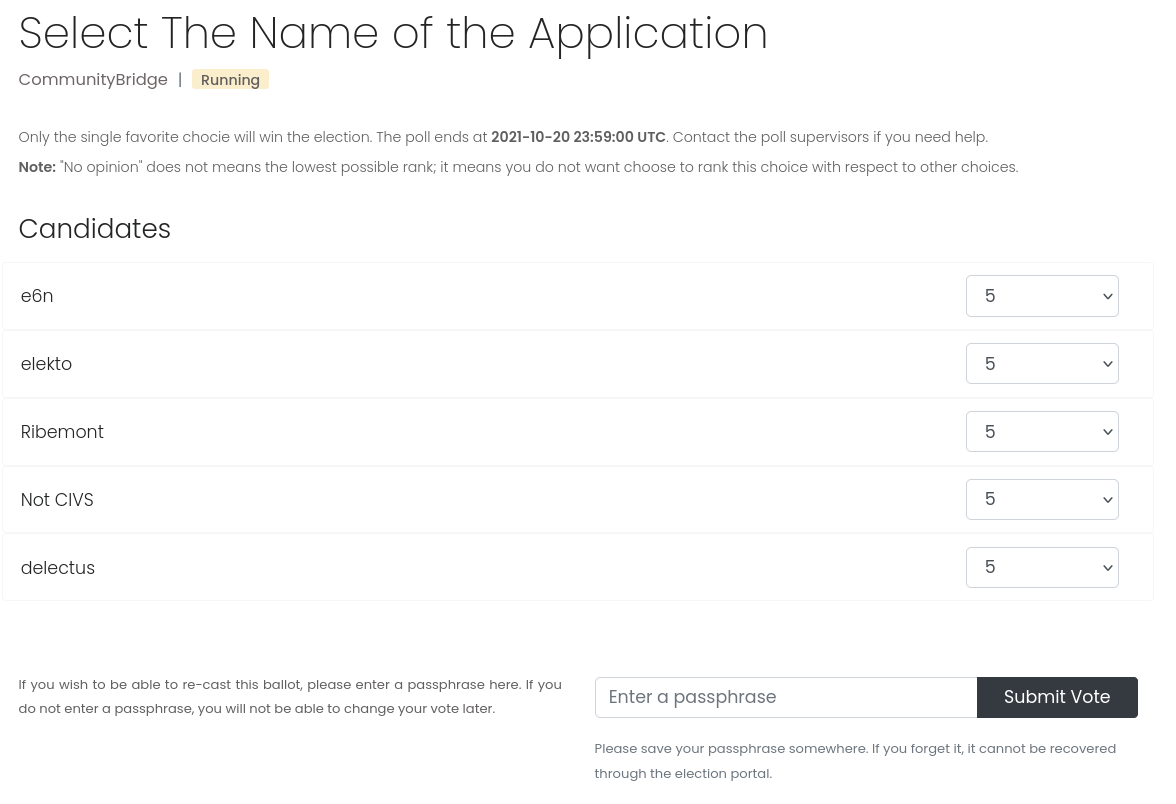 Select The Name of the Application
CommunityBridge | Running
Only the single favorite chocie will win the election. The poll ends at 2021-10-20 23:59:00 UTC. Contact the poll supervisors if you need help.
Note: "No opinion" does not means the lowest possible rank; it means you do not want choose to rank this choice with respect to other choices.
Candidates
e6n 5
elekto 5
Ribemont 5
Not CIVS 5
delectus 5
If you wish to be able to re-cast this ballot, please enter a passphrase here. If you
do not enter a passphrase, you will not be able to change your vote later.
Enter a passphrase Submit Vote
Please save your passphrase somewhere. If you forget it, it cannot be recovered
through the election portal.